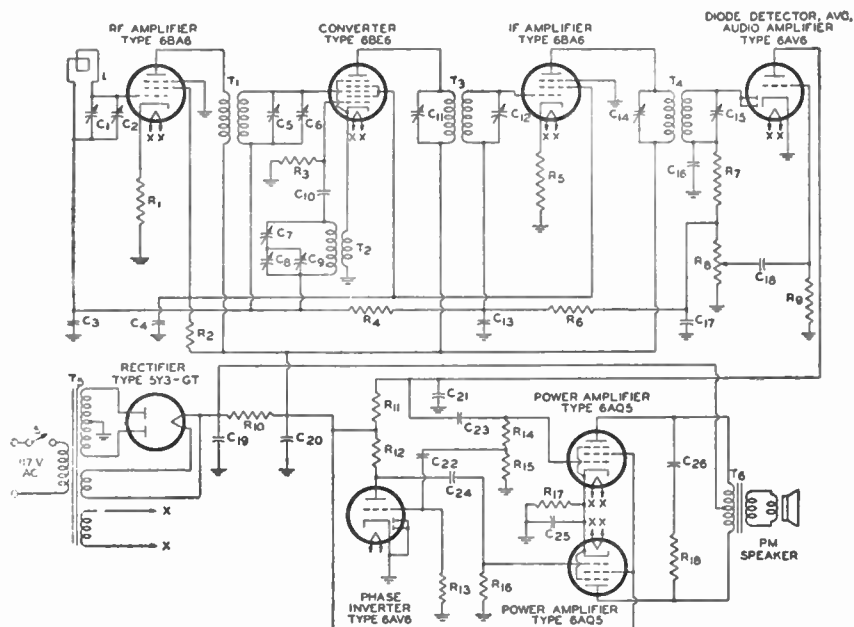 RF AMPLIFIER
TYPE 6BA6
CONVERTER
TYPE 6BE6
IF AMPLIFIER
TYPE 6BA6
DIODE DETECTOR, AVC,
AUDIO AMPLIFIER
TYPE 6AV6
L
C1
C2
T1
C5
C6
C11
T3
C12
C14
T4
C15
X X
X X
X X
X X
R1
R3
C10
R5
C16
R7
C7
C8
C9
T2
R8
C18
R9
C3
C4
R2
R4
C13
R6
C17
RECTIFIER
TYPE 5Y3-GT
T5
S
117 V
AC
R10
C19
C20
X
X
R11
C21
R12
C23
R14
C22
R15
C24
POWER AMPLIFIER
TYPE 6AQ5
X X
R17
C25
X X
C26
T6
R18
PM
SPEAKER
PHASE
INVERTER
TYPE 6AV6
R13
R16
POWER AMPLIFIER
TYPE 6AQ5